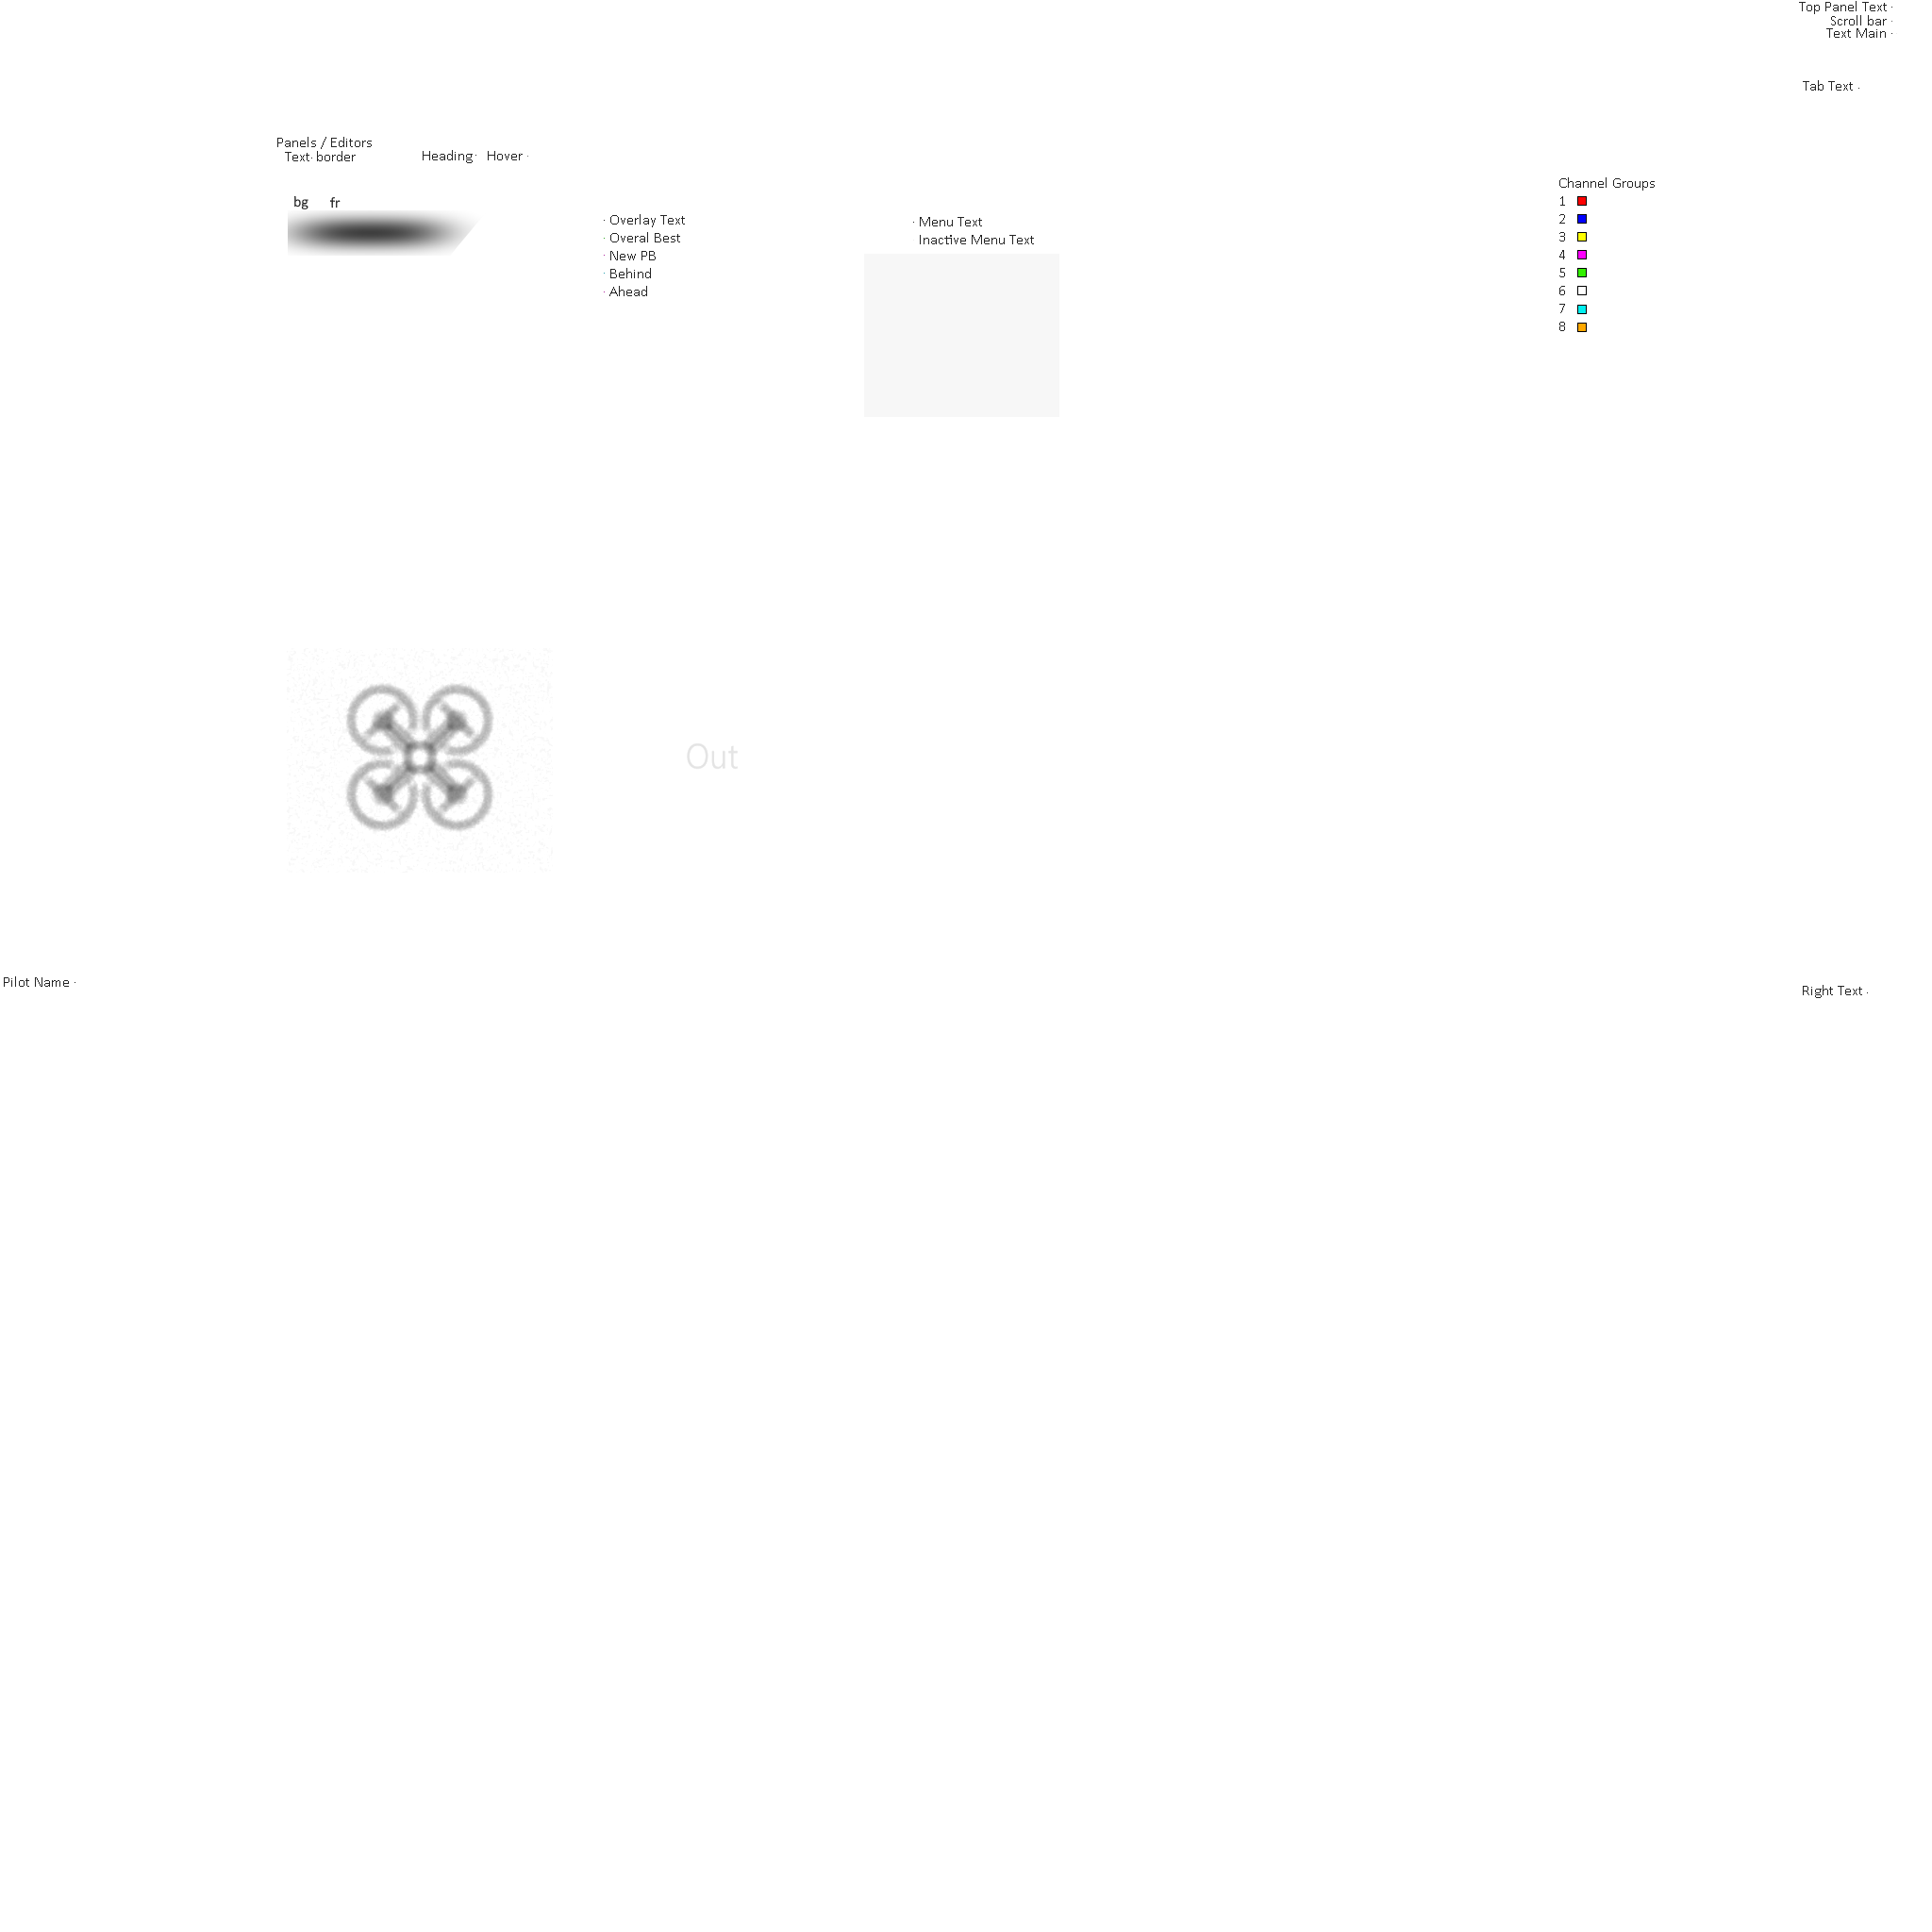 Top Panel Text
Scroll bar
Text Main
Tab Text
Panels / Editors
Text border
Heading
Hover
bg
fr
Overlay Text
Overal Best
New PB
Behind
Ahead
Menu Text
Inactive Menu Text
Channel Groups
1
2
3
4
5
6
7
8
Out
Pilot Name
Right Text